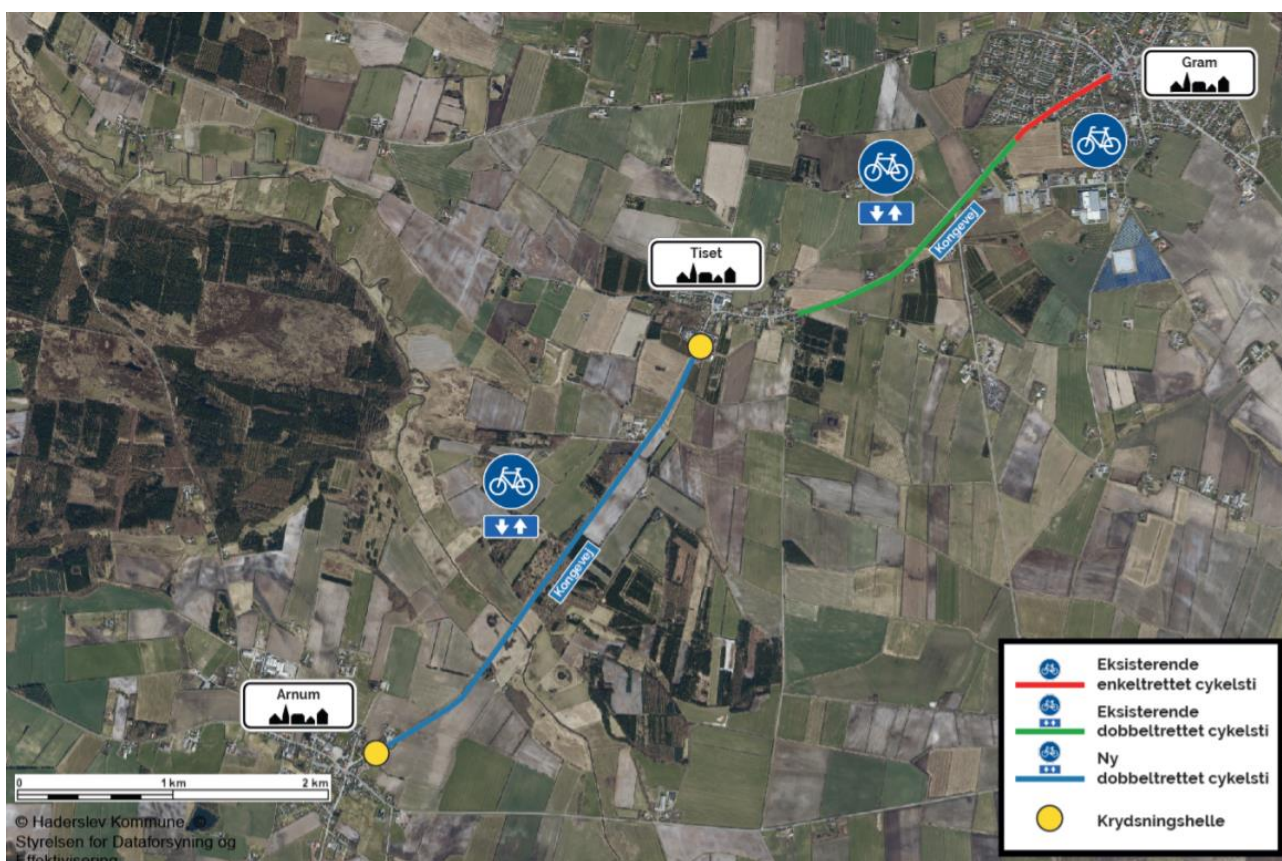 Gram
Kongevej
Tiset
Kongevej
Arnum
0 1 km 2 km
© Haderslev Kommune, ©
Styrelsen for Dataforsyning og
Effektivisering
Eksisterende
enkeltrettet cykelsti
Eksisterende
dobbeltrettet cykelsti
Ny
dobbeltrettet cykelsti
Krydsningshelle